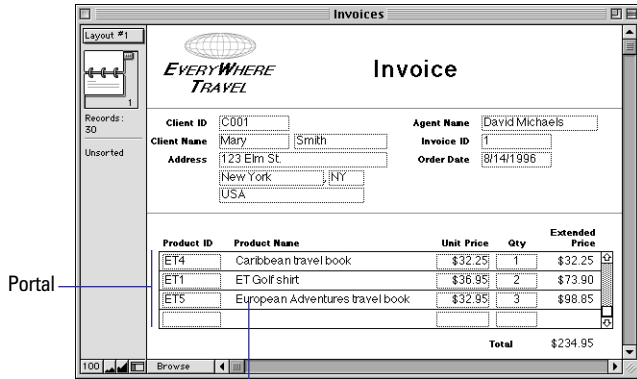 Invoices
Layout #1
1
Records:
30
Unsorted
EVERYWHERE
TRAVEL
Invoice
Client ID C001
Agent Name David Michaels
Client Name Mary Smith
Invoice ID 1
Address 123 Elm St.
Order Date 8/14/1996
New York , NY
USA
Product ID Product Name Unit Price Qty Extended Price
ET4 Caribbean travel book $32.25 1 $32.25
ET1 ET Golf shirt $36.95 2 $73.90
ET5 European Adventures travel book $32.95 3 $98.85
Total $234.95
Portal
100 Browse